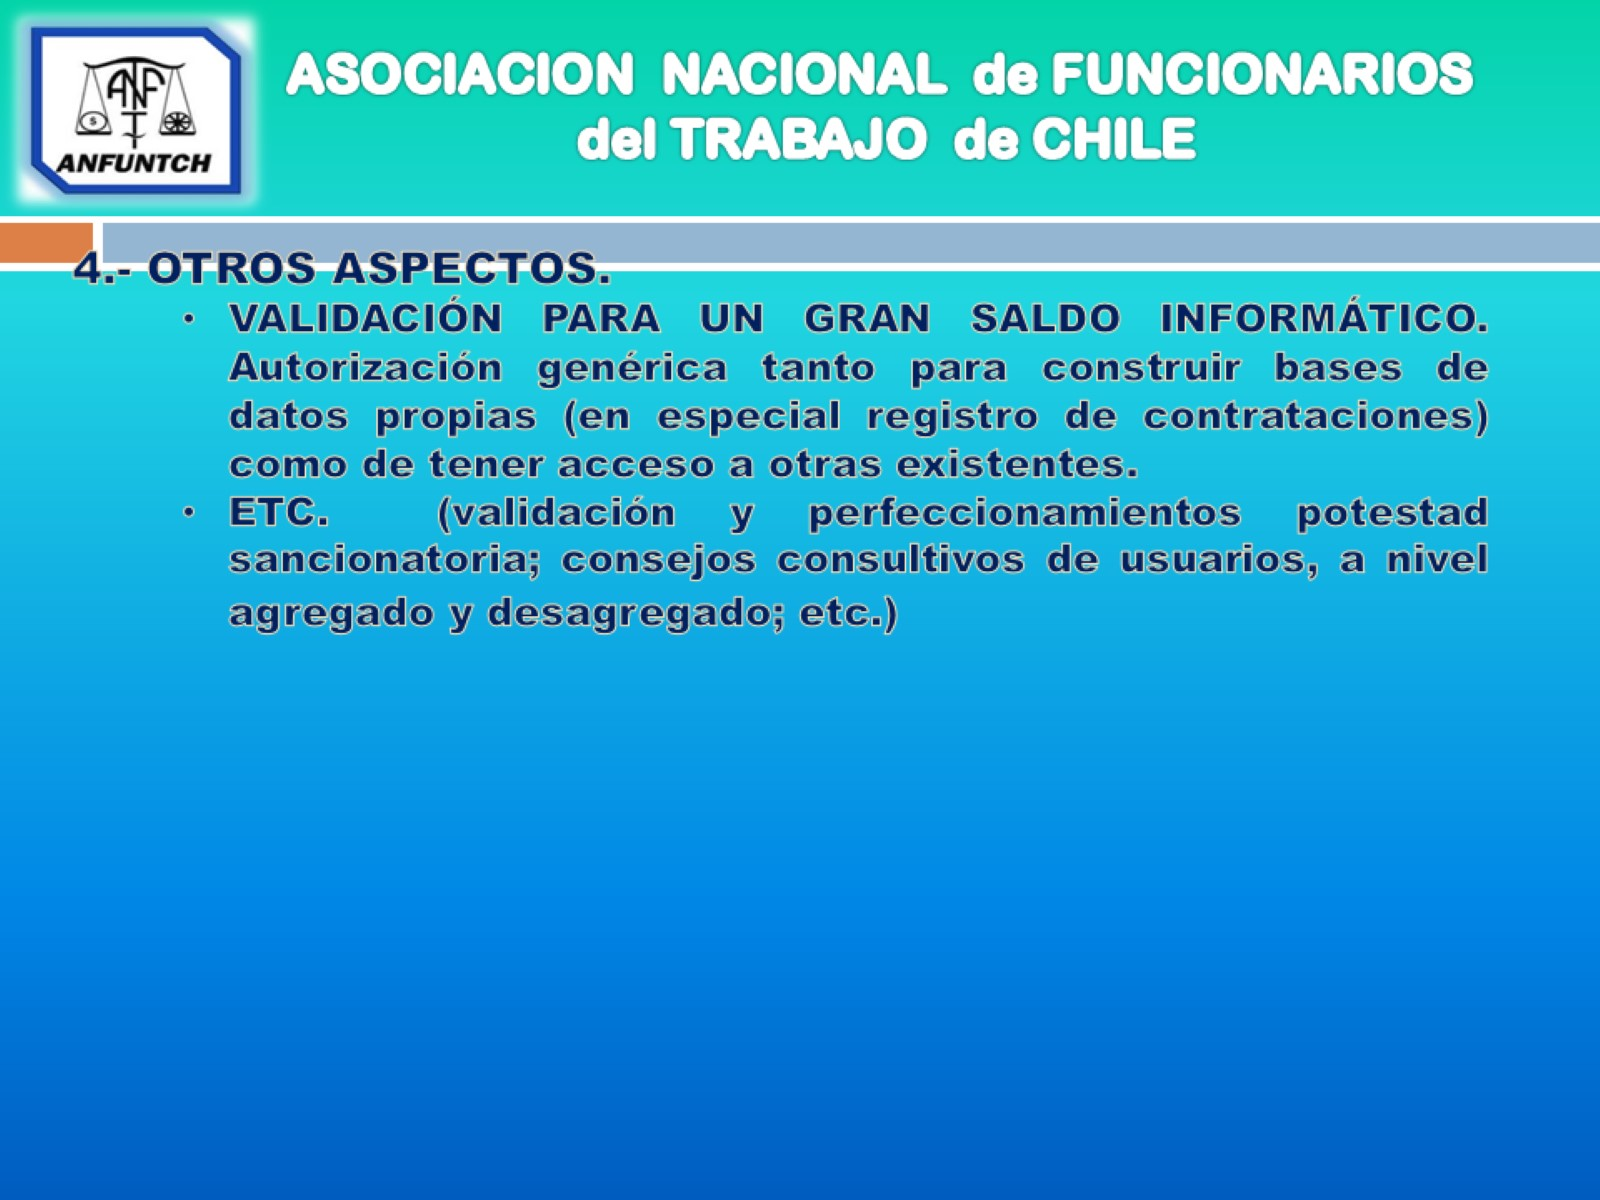 ASOCIACION NACIONAL de FUNCIONARIOS
del TRABAJO de CHILE
ANF
T
$
ANFUNTCH
4.- OTROS ASPECTOS.
• VALIDACIÓN PARA UN GRAN SALDO INFORMÁTICO.
Autorización genérica tanto para construir bases de
datos propias (en especial registro de contrataciones)
como de tener acceso a otras existentes.
• ETC. (validación y perfeccionamientos potestad
sancionatoria; consejos consultivos de usuarios, a nivel
agregado y desagregado; etc.)